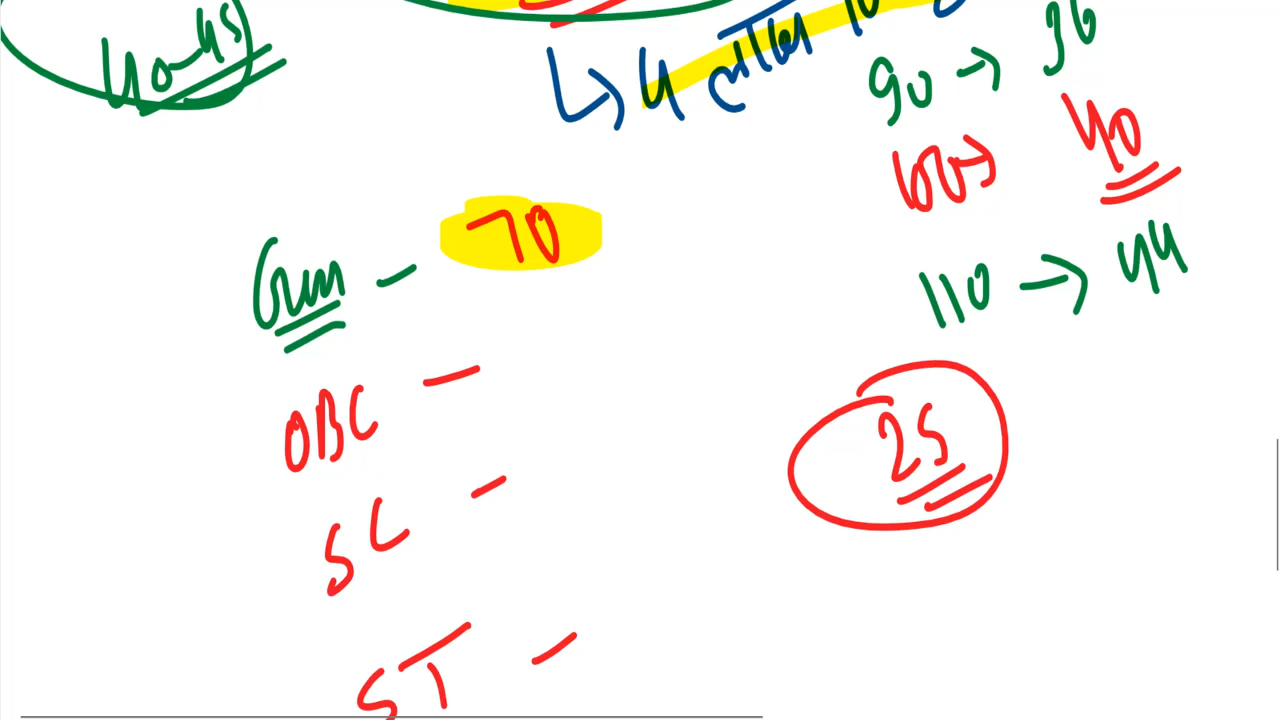 40-45
↳ 4
90 → 36
100 → 40
110 → 44
Gen - 70
OBC -
25
SC -
ST -